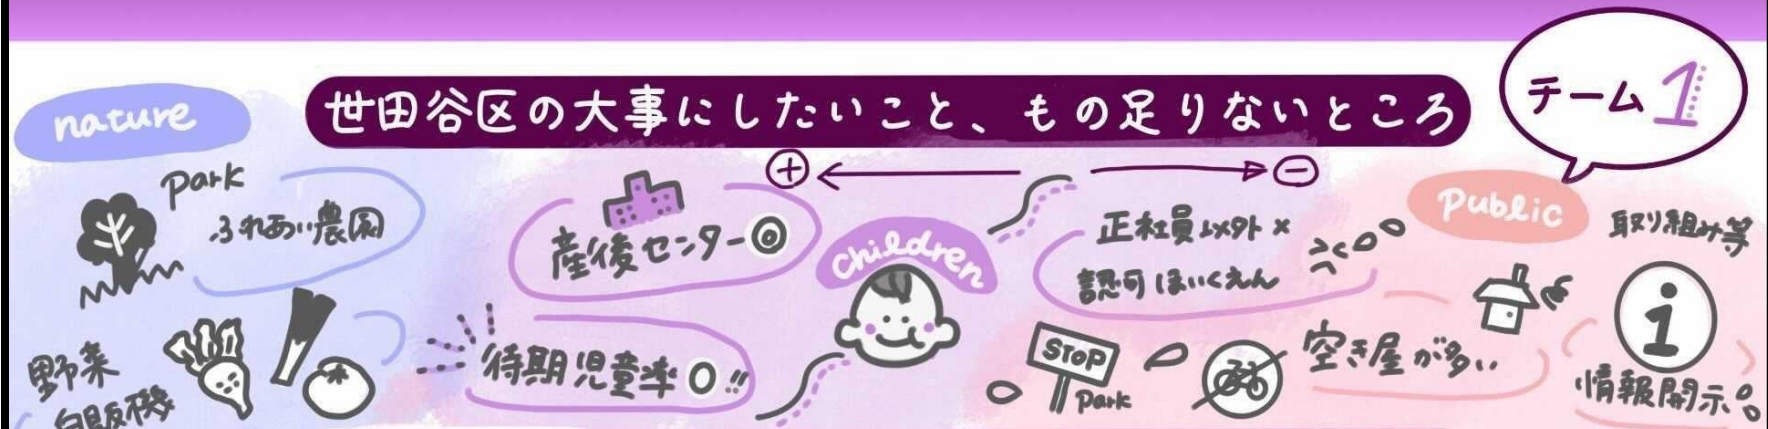 世田谷区の大事にしたいこと、もの足りないところ
チーム1
nature
park
ふれあい農園
野菜
自販機
⊕
⊖
産後センター◎
待期児童率0!!
children
正社員以外×
認可ほいくえん
STOP
Park
Public
取り組み等
空き屋が多い
i
情報開示